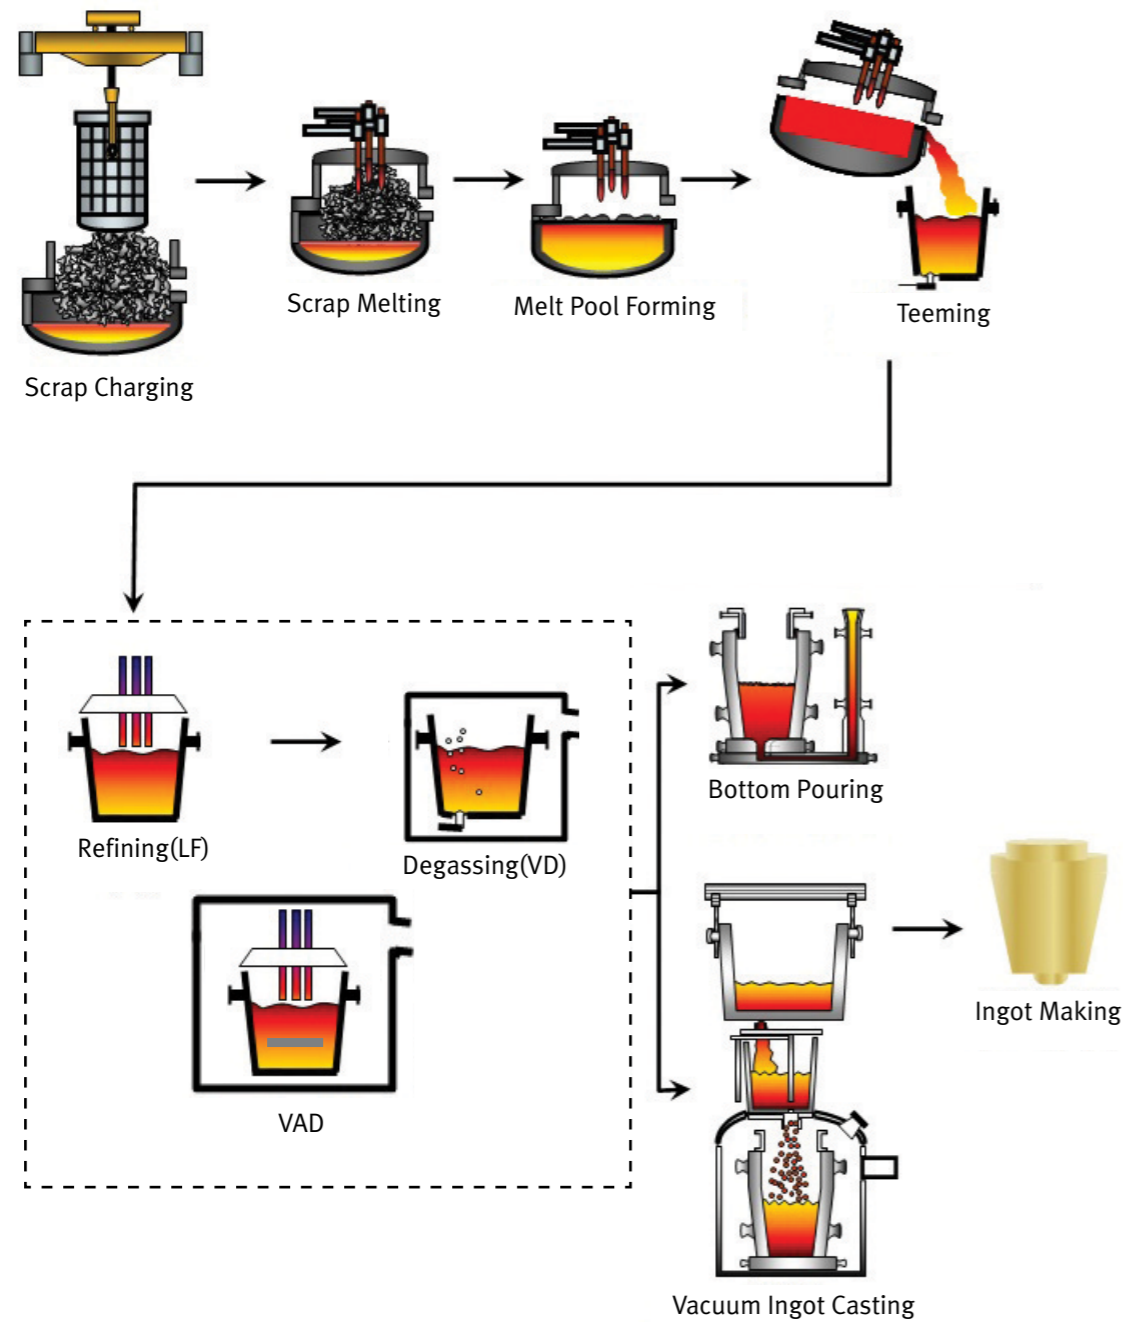 Scrap Charging
Scrap Melting
Melt Pool Forming
Teeming
Refining(LF)
Degassing(VD)
VAD
Bottom Pouring
Ingot Making
Vacuum Ingot Casting